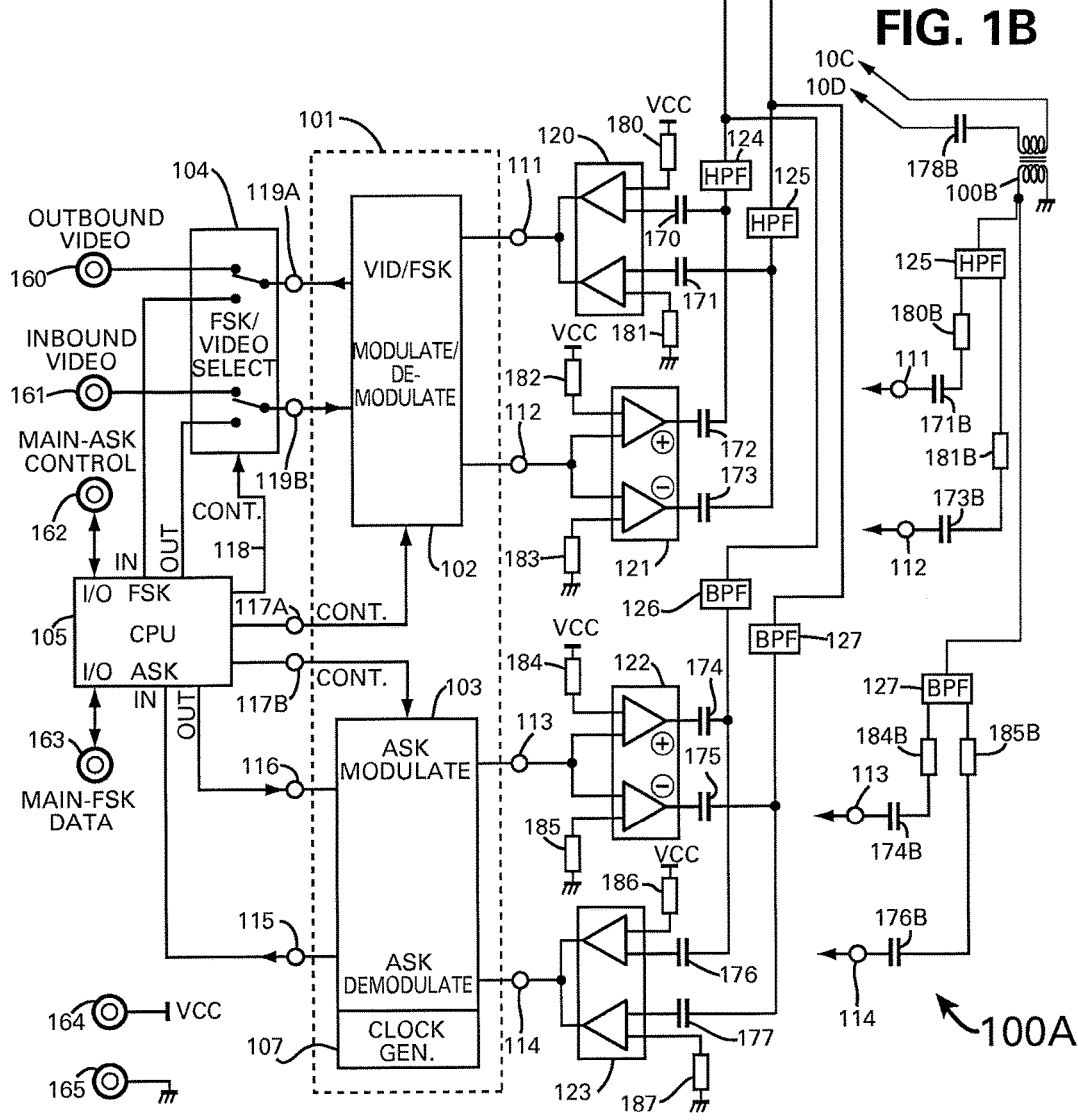 FIG. 1B
10C
10D
178B
100B
101
VCC
120
180
124
HPF
125
HPF
104
119A
111
170
171
OUTBOUND
VIDEO
160
VID/FSK
FSK/
VIDEO
SELECT
MODULATE/
DE-
MODULATE
181
VCC
INBOUND
VIDEO
161
182
112
172
MAIN-ASK
CONTROL
162
119B
173
CONT.
118
IN
OUT
102
183
121
125
HPF
180B
111
171B
181B
173B
112
I/O FSK
CPU
I/O ASK
105
117A
CONT.
117B
CONT.
126
BPF
BPF
127
VCC
184
122
174
IN
OUT
103
113
175
163
MAIN-FSK
DATA
116
ASK
MODULATE
185
VCC
186
127
BPF
184B
185B
113
174B
115
ASK
DEMODULATE
176
176B
114
164
VCC
107
CLOCK
GEN.
114
177
165
123
187
114
100A